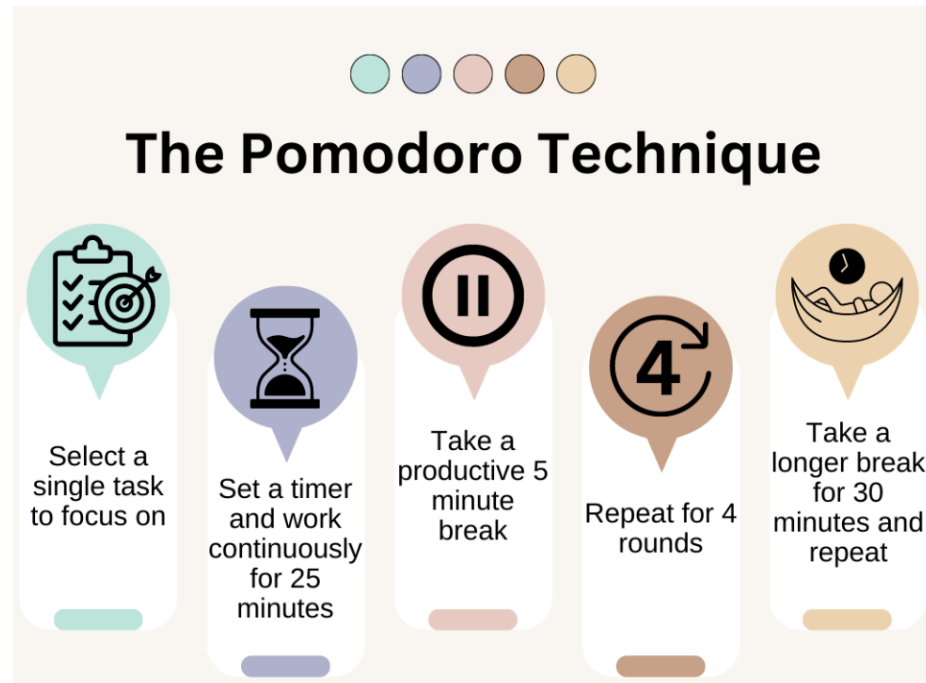 The Pomodoro Technique
Select a
single task
to focus on
Set a timer
and work
continuously
for 25
minutes
Take a
productive 5
minute
break
4
Repeat for 4
rounds
Take a
longer break
for 30
minutes and
repeat